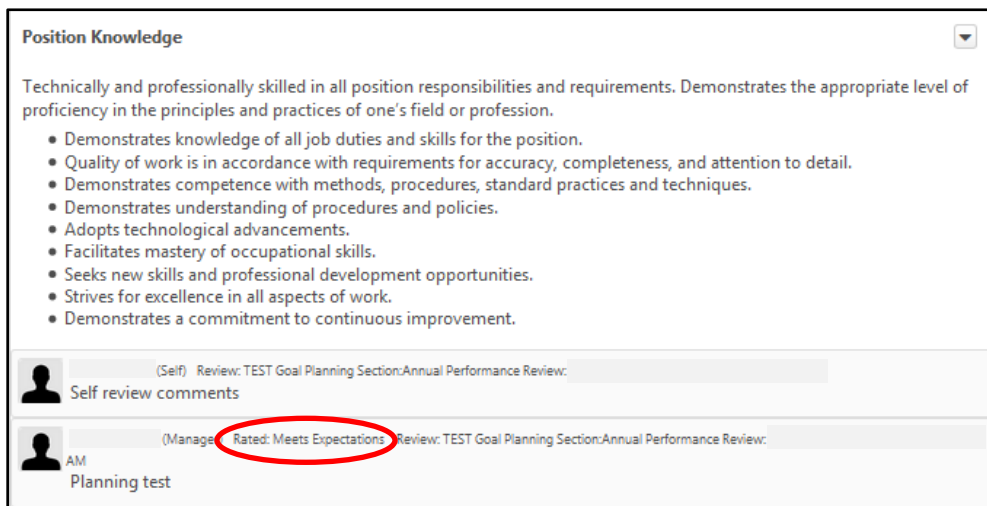 Position Knowledge
Technically and professionally skilled in all position responsibilities and requirements. Demonstrates the appropriate level of
proficiency in the principles and practices of one's field or profession.
• Demonstrates knowledge of all job duties and skills for the position.
• Quality of work is in accordance with requirements for accuracy, completeness, and attention to detail.
• Demonstrates competence with methods, procedures, standard practices and techniques.
• Demonstrates understanding of procedures and policies.
• Adopts technological advancements.
• Facilitates mastery of occupational skills.
• Seeks new skills and professional development opportunities.
• Strives for excellence in all aspects of work.
• Demonstrates a commitment to continuous improvement.
(Self) Review: TEST Goal Planning Section:Annual Performance Review:
Self review comments
(Manage Rated: Meets Expectations Review: TEST Goal Planning Section:Annual Performance Review:
AM
Planning test